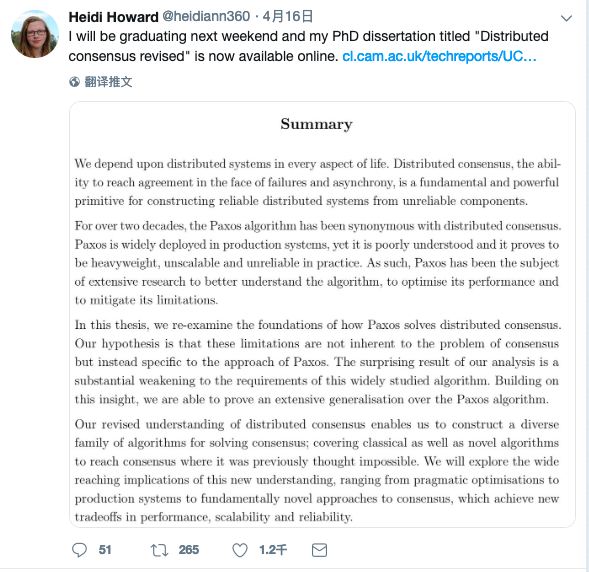 Heidi Howard @heidiann360 · 4月16日
I will be graduating next weekend and my PhD dissertation titled "Distributed
consensus revised" is now available online. cl.cam.ac.uk/techreports/UC…
翻译推文
Summary
We depend upon distributed systems in every aspect of life. Distributed consensus, the abil-
ity to reach agreement in the face of failures and asynchrony, is a fundamental and powerful
primitive for constructing reliable distributed systems from unreliable components.
For over two decades, the Paxos algorithm has been synonymous with distributed consensus.
Paxos is widely deployed in production systems, yet it is poorly understood and it proves to
be heavyweight, unscalable and unreliable in practice. As such, Paxos has been the subject
of extensive research to better understand the algorithm, to optimise its performance and
to mitigate its limitations.
In this thesis, we re-examine the foundations of how Paxos solves distributed consensus.
Our hypothesis is that these limitations are not inherent to the problem of consensus
but instead specific to the approach of Paxos. The surprising result of our analysis is a
substantial weakening to the requirements of this widely studied algorithm. Building on
this insight, we are able to prove an extensive generalisation over the Paxos algorithm.
Our revised understanding of distributed consensus enables us to construct a diverse
family of algorithms for solving consensus; covering classical as well as novel algorithms
to reach consensus where it was previously thought impossible. We will explore the wide
reaching implications of this new understanding, ranging from pragmatic optimisations to
production systems to fundamentally novel approaches to consensus, which achieve new
tradeoffs in performance, scalability and reliability.
51 265 1.2千